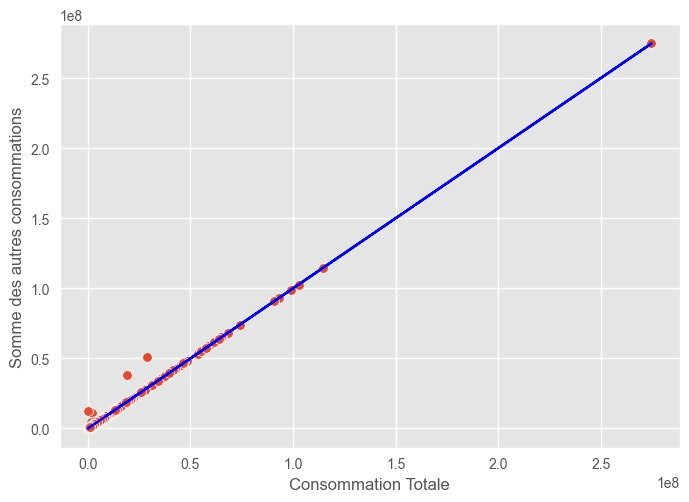 1e8
2.5
2.0
1.5
1.0
0.5
0.0
Somme des autres consommations
0.0 0.5 1.0 1.5 2.0 2.5
1e8
Consommation Totale